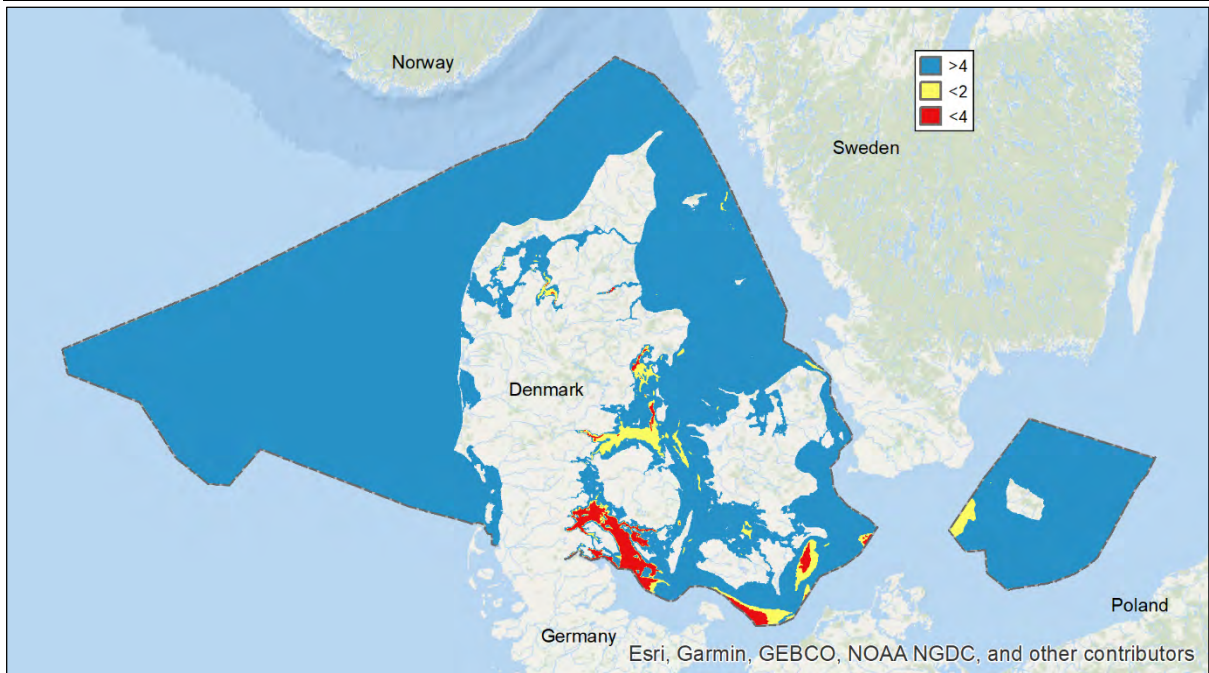 Norway
>4
<2
<4
Sweden
Denmark
Poland
Germany
Esri, Garmin, GEBCO, NOAA NGDC, and other contributors